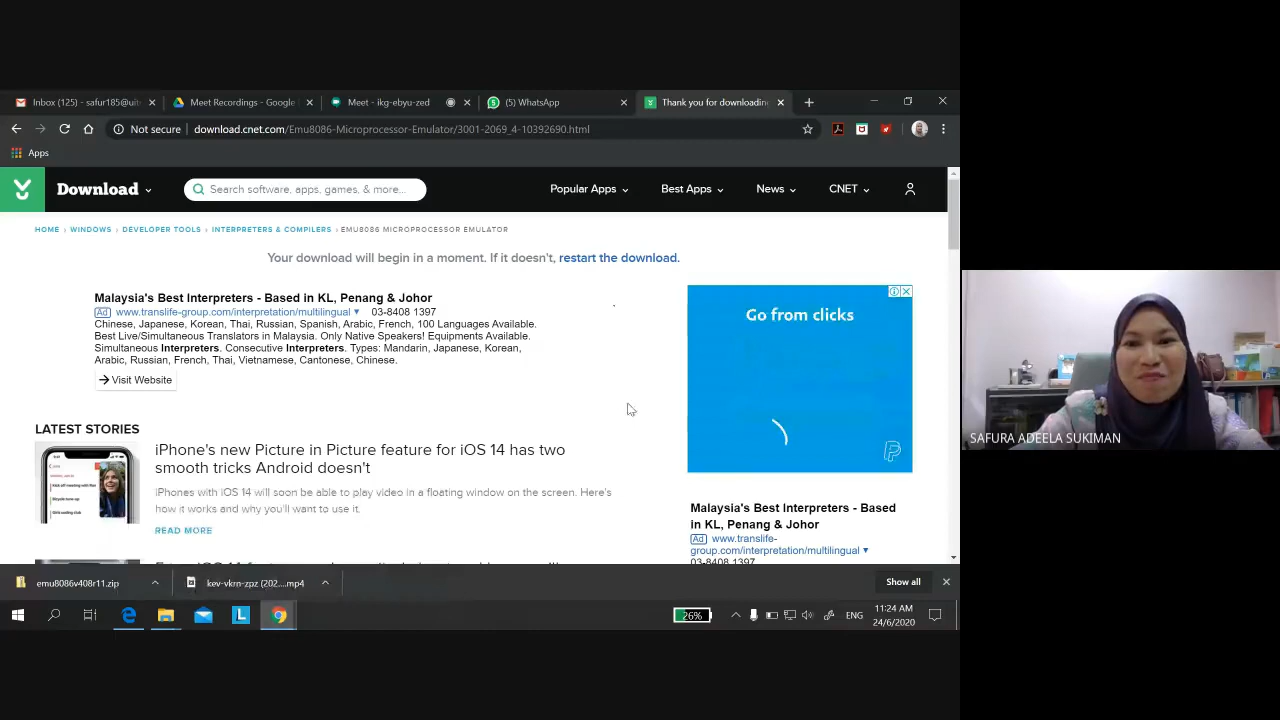 Inbox (125) - safur185@uit
Meet Recordings - Google
Meet - ikg-ebyu-zed
(5) WhatsApp
Thank you for downloading
Not secure
download.cnet.com/Emu8086-Microprocessor-Emulator/3001-2069_4-10392690.html
Apps
Download
Search software, apps, games, & more...
Popular Apps
Best Apps
News
CNET
HOME
WINDOWS
DEVELOPER TOOLS
INTERPRETERS & COMPILERS
EMU8086 MICROPROCESSOR EMULATOR
Your download will begin in a moment. If it doesn't, restart the download.
Malaysia's Best Interpreters - Based in KL, Penang & Johor
Ad www.translife-group.com/interpretation/multilingual 03-8408 1397
Chinese, Japanese, Korean, Thai, Russian, Spanish, Arabic, French, 100 Languages Available.
Best Live/Simultaneous Translators in Malaysia. Only Native Speakers! Equipments Available.
Simultaneous Interpreters. Consecutive Interpreters. Types: Mandarin, Japanese, Korean,
Arabic, Russian, French, Thai, Vietnamese, Cantonese, Chinese.
Visit Website
Go from clicks
LATEST STORIES
iPhone's new Picture in Picture feature for iOS 14 has two
smooth tricks Android doesn't
iPhones with iOS 14 will soon be able to play video in a floating window on the screen. Here's
how it works and why you'll want to use it.
READ MORE
Malaysia's Best Interpreters - Based
in KL, Penang & Johor
Ad www.translife-
group.com/interpretation/multilingual
03-8408 1397
SAFURA ADEELA SUKIMAN
emu8086v408r11.zip
kev-vkrn-zpz (202....mp4
Show all
26%
ENG
11:24 AM
24/6/2020